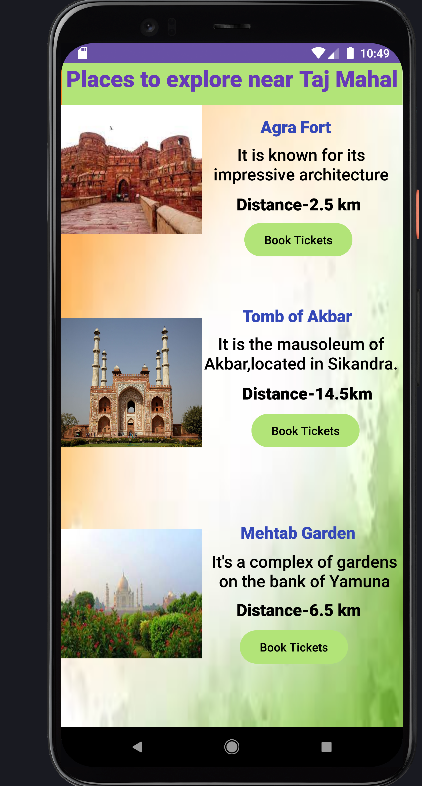 10:49
Places to explore near Taj Mahal
Agra Fort
It is known for its
impressive architecture
Distance-2.5 km
Book Tickets
Tomb of Akbar
It is the mausoleum of
Akbar,located in Sikandra.
Distance-14.5km
Book Tickets
Mehtab Garden
It's a complex of gardens
on the bank of Yamuna
Distance-6.5 km
Book Tickets